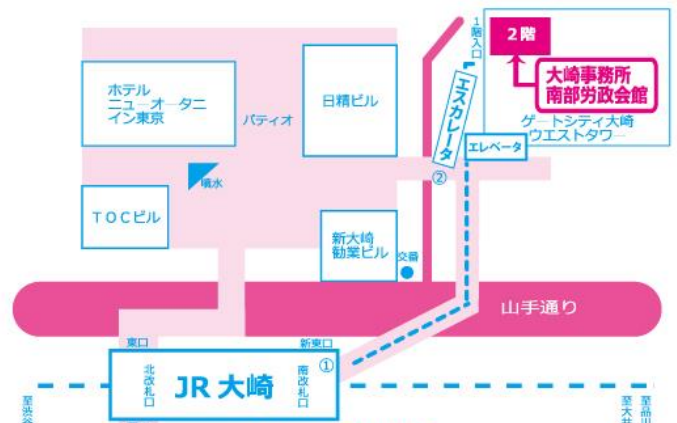 1階入口
2階
大崎事務所
南部労政会館
ゲートシティ大崎
ウエストタワー
エスカレータ
エレベータ
ホテル
ニューオータニ
イン東京
パティオ
日精ビル
噴水
TOCビル
新大崎
勧業ビル
交番
②
山手通り
東口
新東口
①
北改札口
JR 大崎
南改札口
至渋谷
至品川
至大井